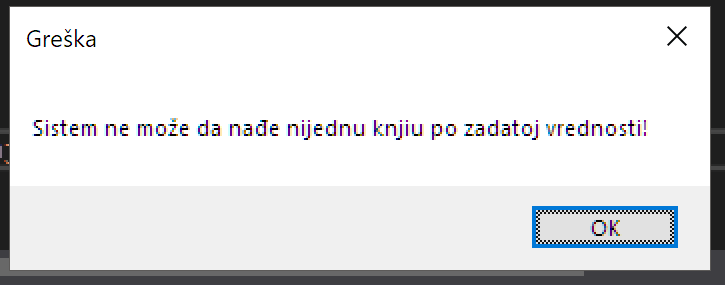 Greška
Sistem ne može da nađe nijednu knjiu po zadatoj vrednosti!
OK